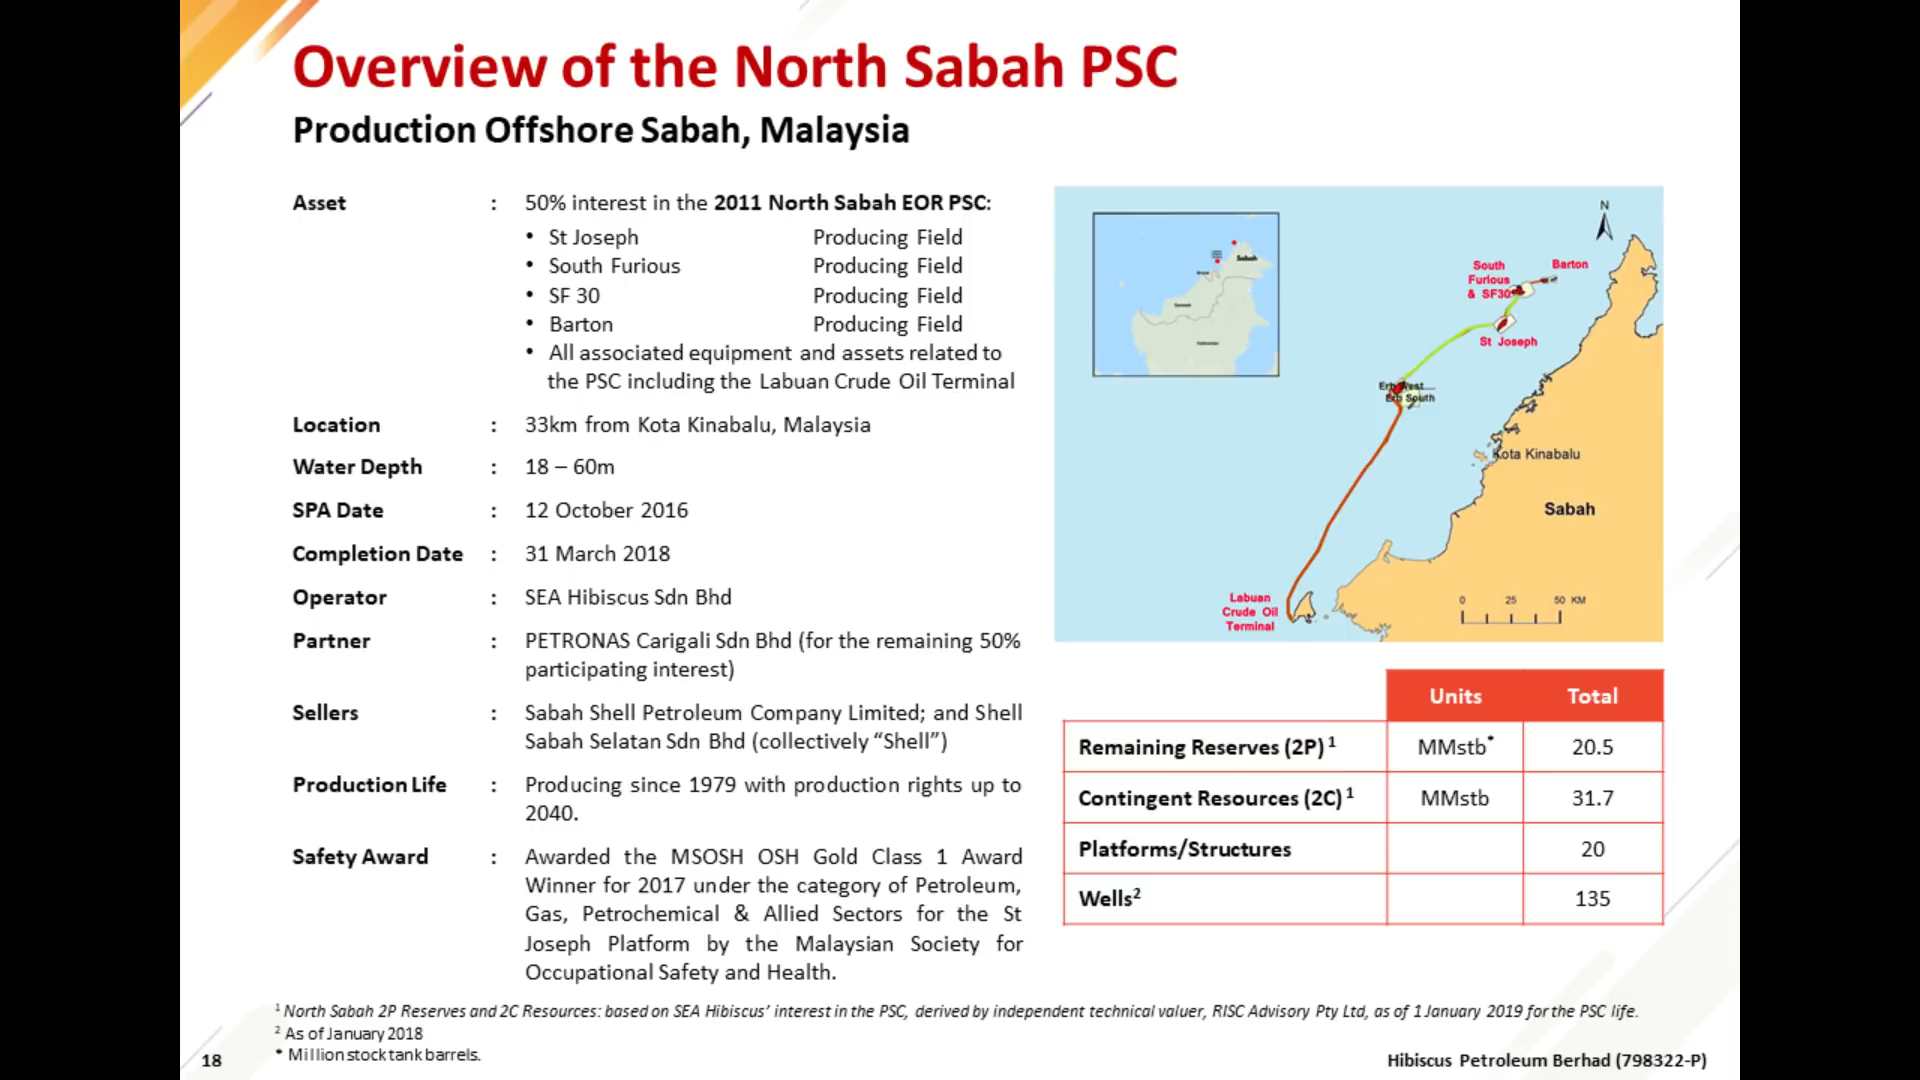 Overview of the North Sabah PSC
Production Offshore Sabah, Malaysia
Asset : 50% interest in the 2011 North Sabah EOR PSC:
• St Joseph Producing Field
• South Furious Producing Field
• SF 30 Producing Field
• Barton Producing Field
• All associated equipment and assets related to
the PSC including the Labuan Crude Oil Terminal
Location : 33km from Kota Kinabalu, Malaysia
Water Depth : 18 – 60m
SPA Date : 12 October 2016
Completion Date : 31 March 2018
Operator : SEA Hibiscus Sdn Bhd
Partner : PETRONAS Carigali Sdn Bhd (for the remaining 50%
participating interest)
Sellers : Sabah Shell Petroleum Company Limited; and Shell
Sabah Selatan Sdn Bhd (collectively “Shell”)
Production Life : Producing since 1979 with production rights up to
2040.
Safety Award : Awarded the MSOSH OSH Gold Class 1 Award
Winner for 2017 under the category of Petroleum,
Gas, Petrochemical & Allied Sectors for the St
Joseph Platform by the Malaysian Society for
Occupational Safety and Health.
N
Sabah
South
Furious
& SF30
Barton
St Joseph
Erb West
Erb South
Kota Kinabalu
Sabah
Labuan
Crude Oil
Terminal
0 25 50 KM
Units Total
Remaining Reserves (2P)¹ MMstb* 20.5
Contingent Resources (2C)¹ MMstb 31.7
Platforms/Structures 20
Wells² 135
¹ North Sabah 2P Reserves and 2C Resources: based on SEA Hibiscus’ interest in the PSC, derived by independent technical valuer, RISC Advisory Pty Ltd, as of 1 January 2019 for the PSC life.
² As of January 2018
* Million stock tank barrels.
18
Hibiscus Petroleum Berhad (798322-P)